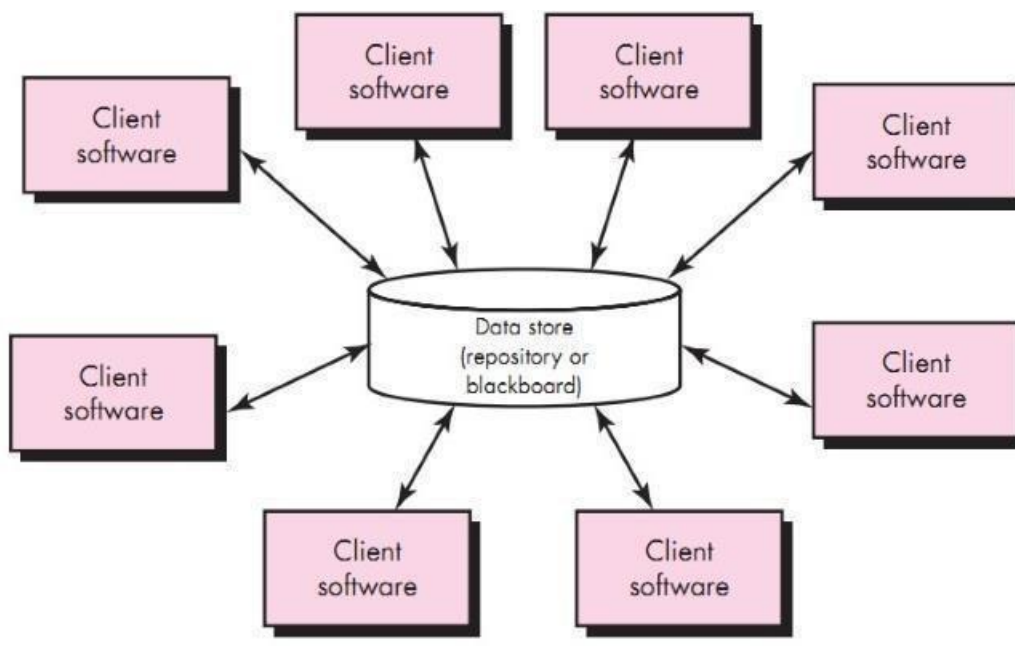 Client
software
Client
software
Client
software
Client
software
Data store
(repository or
blackboard)
Client
software
Client
software
Client
software
Client
software